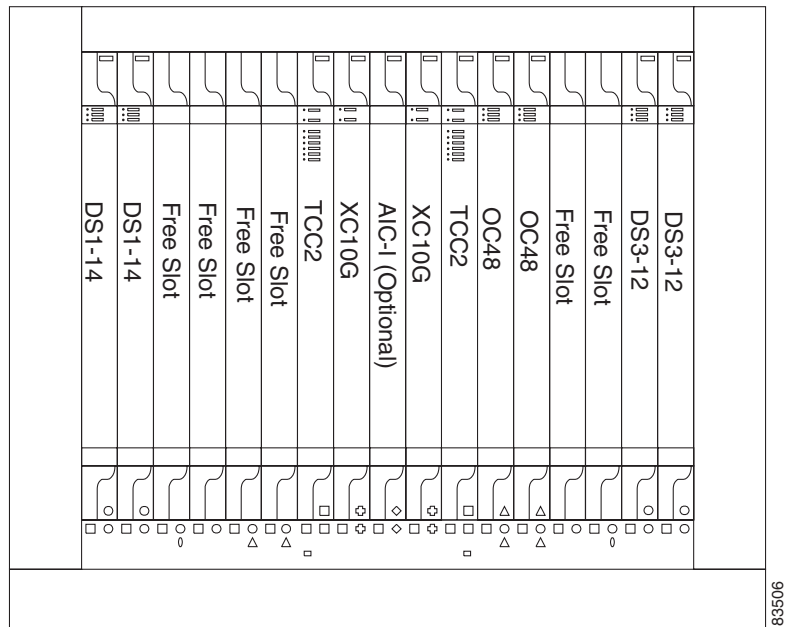 DS1-14
DS1-14
Free Slot
Free Slot
Free Slot
Free Slot
TCC2
XC10G
AIC-I (Optional)
XC10G
TCC2
OC48
OC48
Free Slot
Free Slot
DS3-12
DS3-12
83506